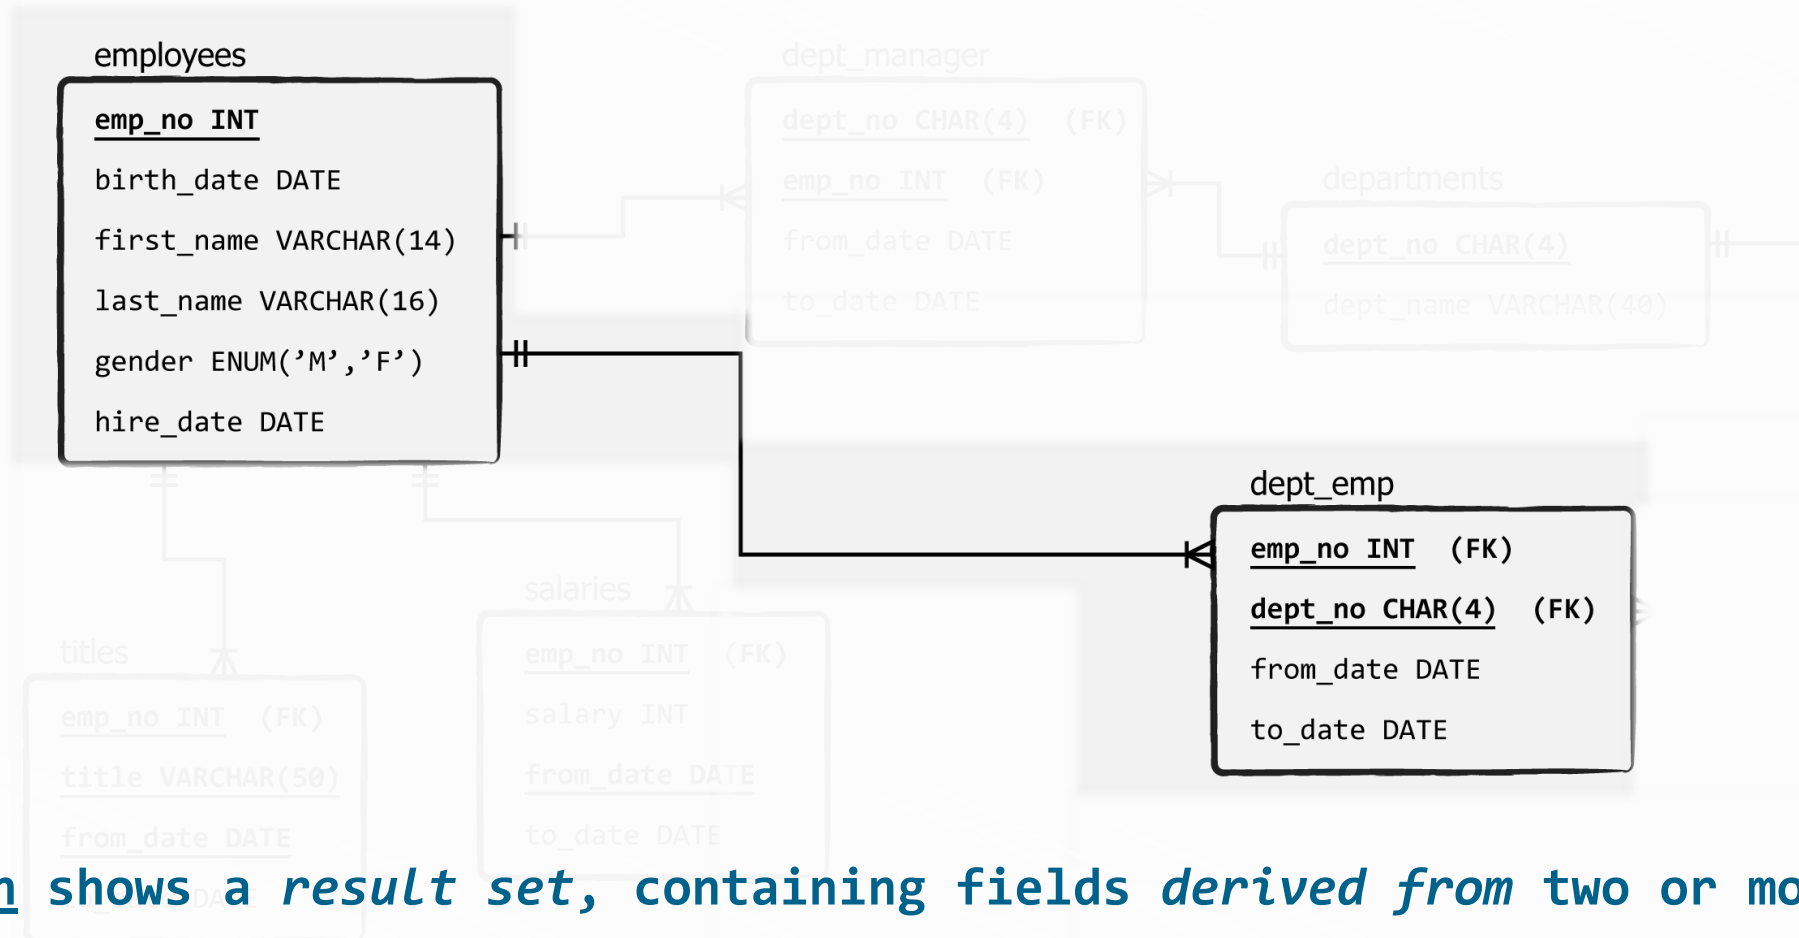 employees
emp_no INT
birth_date DATE
first_name VARCHAR(14)
last_name VARCHAR(16)
gender ENUM(’M’,’F’)
hire_date DATE
dept_manager
dept_no CHAR(4) (FK)
emp_no INT (FK)
from_date DATE
to_date DATE
departments
dept_no CHAR(4)
dept_name VARCHAR(40)
dept_emp
emp_no INT (FK)
dept_no CHAR(4) (FK)
from_date DATE
to_date DATE
salaries
emp_no INT (FK)
salary INT
from_date DATE
to_date DATE
titles
emp_no INT (FK)
title VARCHAR(50)
from_date DATE
DATE
n shows a result set, containing fields derived from two or mo